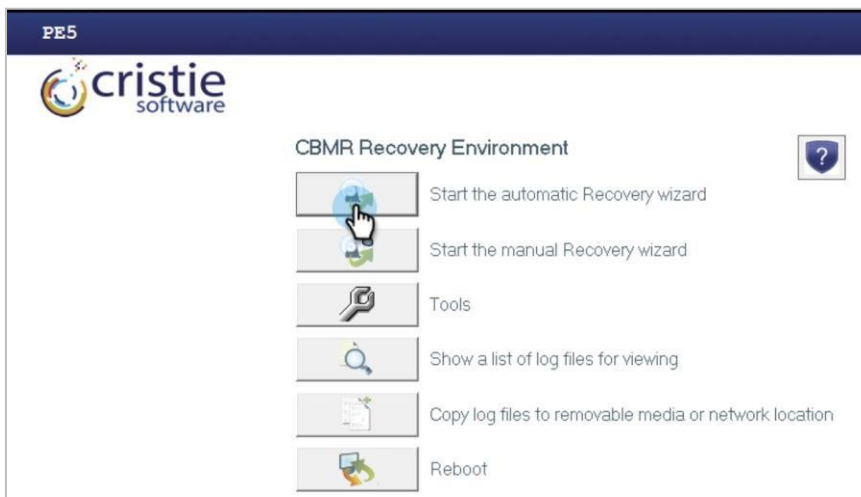 PE5
cristie
software
CBMR Recovery Environment
?
Start the automatic Recovery wizard
Start the manual Recovery wizard
Tools
Show a list of log files for viewing
Copy log files to removable media or network location
Reboot